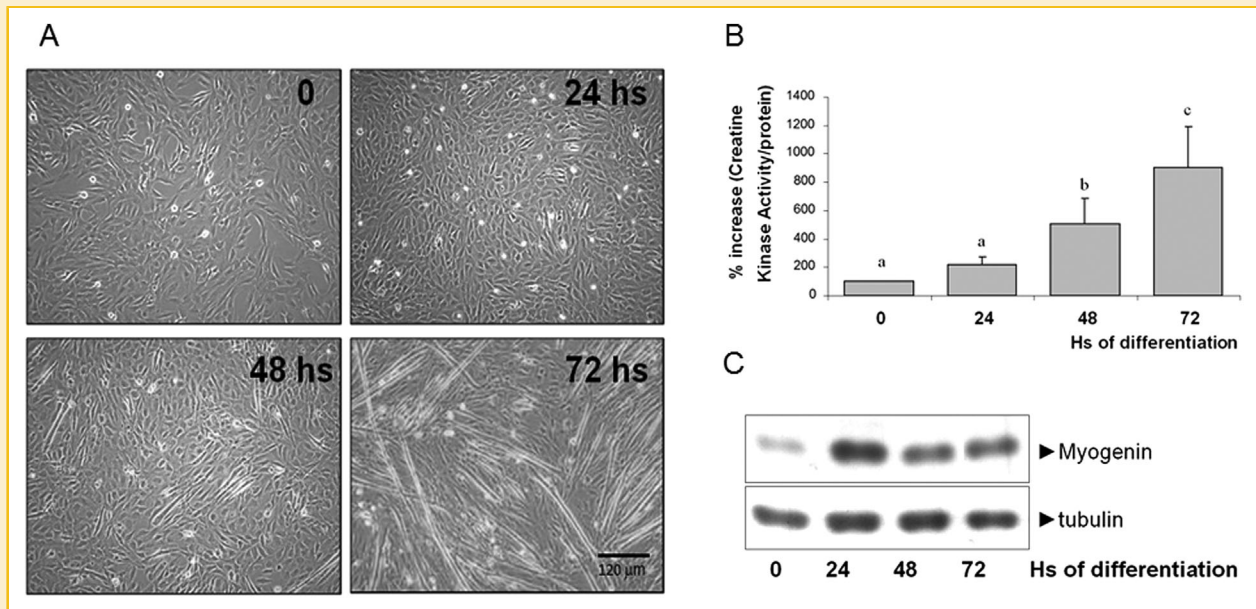 A
0
24 hs
48 hs
72 hs
120 µm
B
% increase (Creatine
Kinase Activity/protein)
1400
1200
1000
800
600
400
200
0
a
a
b
c
0 24 48 72
Hs of differentiation
C
Myogenin
tubulin
0 24 48 72 Hs of differentiation